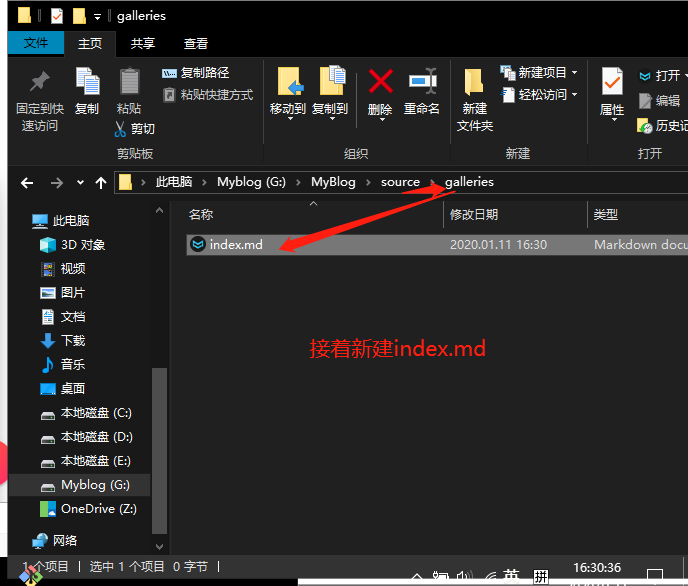 galleries
文件 主页 共享 查看
固定到快速访问
复制
粘贴
复制路径
粘贴快捷方式
剪切
剪贴板
移动到
复制到
删除
重命名
组织
新建文件夹
新建项目
轻松访问
新建
属性
打开
编辑
历史记
打开
此电脑 Myblog (G:) MyBlog source galleries
名称 修改日期 类型
index.md 2020.01.11 16:30 Markdown docu
接着新建index.md
此电脑
3D 对象
视频
图片
文档
下载
音乐
桌面
本地磁盘 (C:)
本地磁盘 (D:)
本地磁盘 (E:)
Myblog (G:)
OneDrive (Z:)
网络
1 个项目 选中 1 个项目 0 字节
英 拼 16:30:36